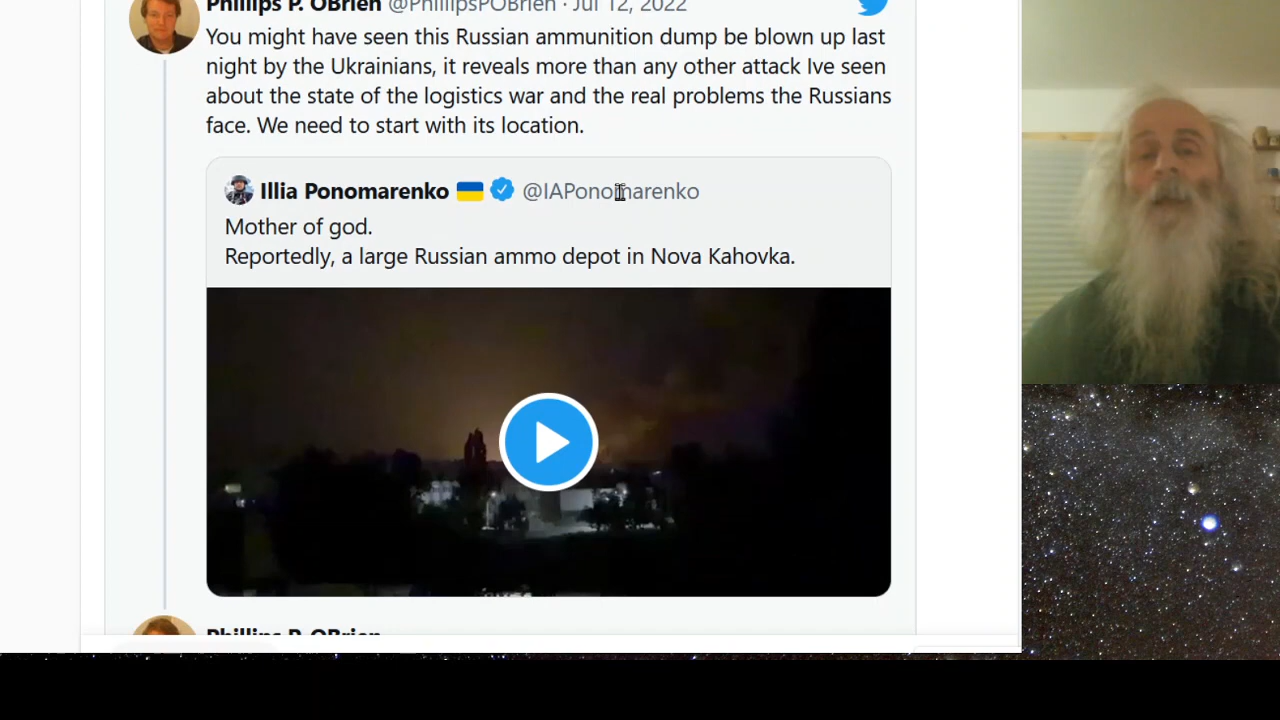 Phillips P. OBrien @PhillipsPOBrien · Jul 12, 2022
You might have seen this Russian ammunition dump be blown up last
night by the Ukrainians, it reveals more than any other attack Ive seen
about the state of the logistics war and the real problems the Russians
face. We need to start with its location.
Illia Ponomarenko @IAPonomarenko
Mother of god.
Reportedly, a large Russian ammo depot in Nova Kahovka.
Phillips P. OBrien